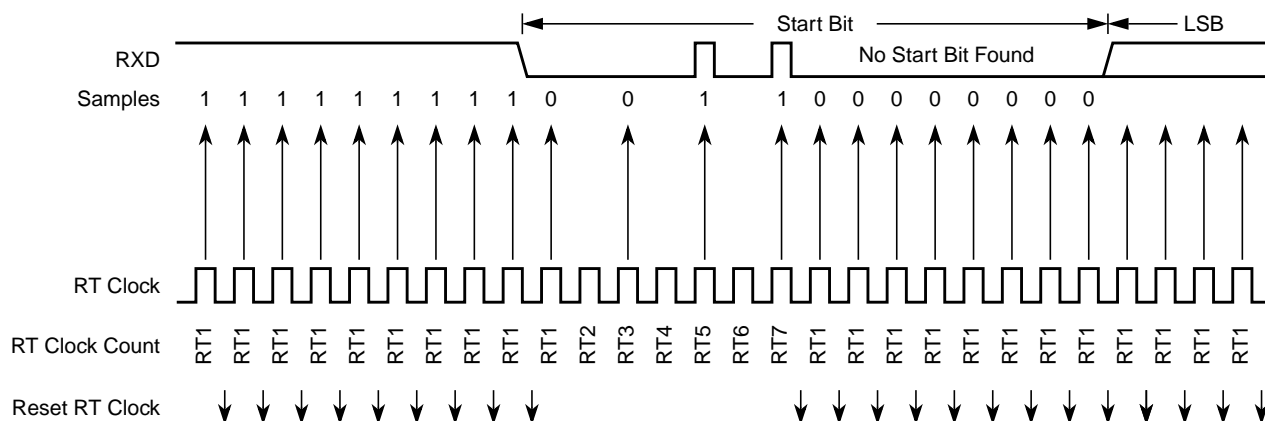 Start Bit LSB
RXD No Start Bit Found
Samples 1 1 1 1 1 1 1 1 1 0 0 1 1 0 0 0 0 0 0 0 0
RT Clock
RT Clock Count RT1 RT1 RT1 RT1 RT1 RT1 RT1 RT1 RT1 RT1 RT2 RT3 RT4 RT5 RT6 RT7 RT1 RT1 RT1 RT1 RT1 RT1 RT1 RT1 RT1 RT1 RT1 RT1
Reset RT Clock